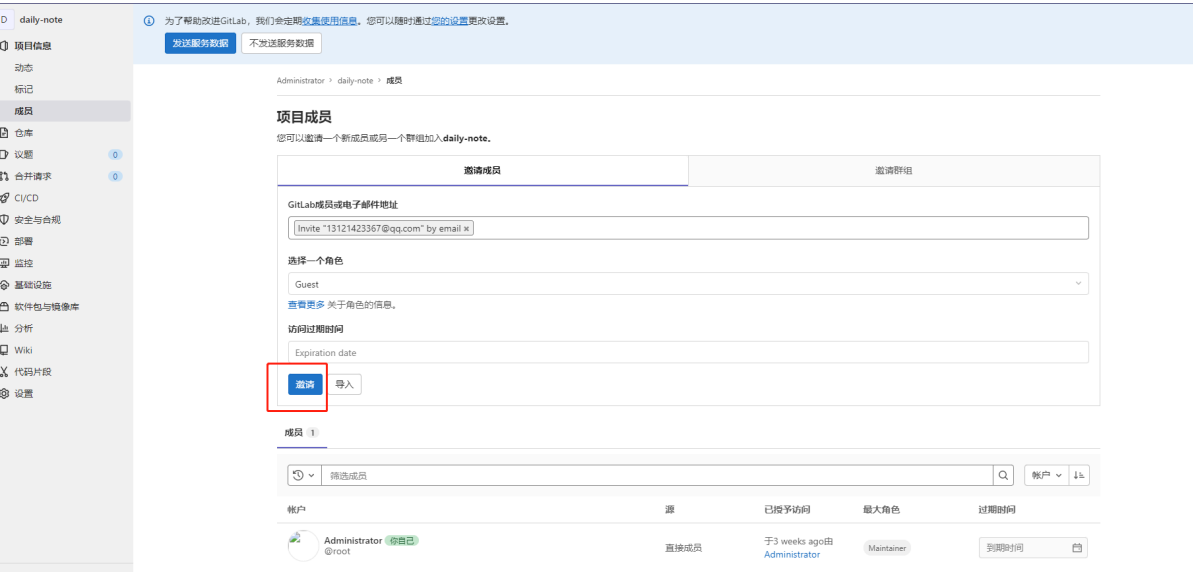 D daily-note
项目信息
动态
标记
成员
仓库
议题 0
合并请求 0
CI/CD
安全与合规
部署
监控
基础设施
软件包与镜像库
分析
Wiki
代码片段
设置
为了帮助改进GitLab，我们会定期收集使用信息。您可以随时通过您的设置更改设置。
发送服务数据 不发送服务数据
Administrator › daily-note › 成员
项目成员
您可以邀请一个新成员或另一个群组加入daily-note。
邀请成员 邀请群组
GitLab成员或电子邮件地址
Invite "13121423367@qq.com" by email ×
选择一个角色
Guest
查看更多 关于角色的信息。
访问过期时间
Expiration date
邀请 导入
成员 1
筛选成员 帐户
帐户 源 已授予访问 最大角色 过期时间
Administrator 你自己
@root
直接成员
于3 weeks ago由
Administrator
Maintainer
到期时间